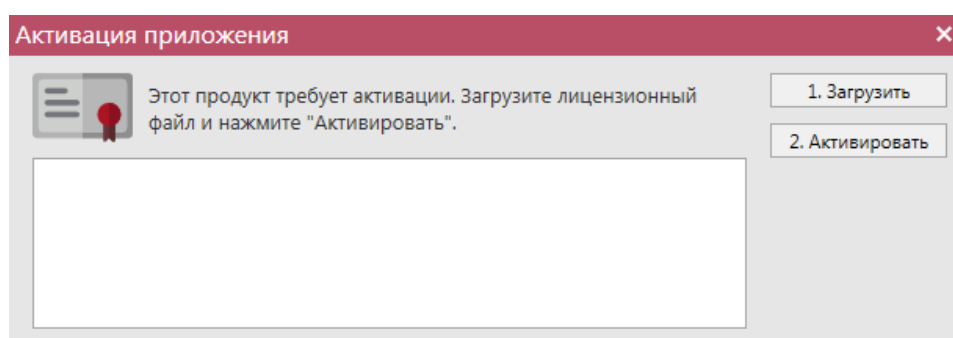 Активация приложения
Этот продукт требует активации. Загрузите лицензионный
файл и нажмите "Активировать".
1. Загрузить
2. Активировать